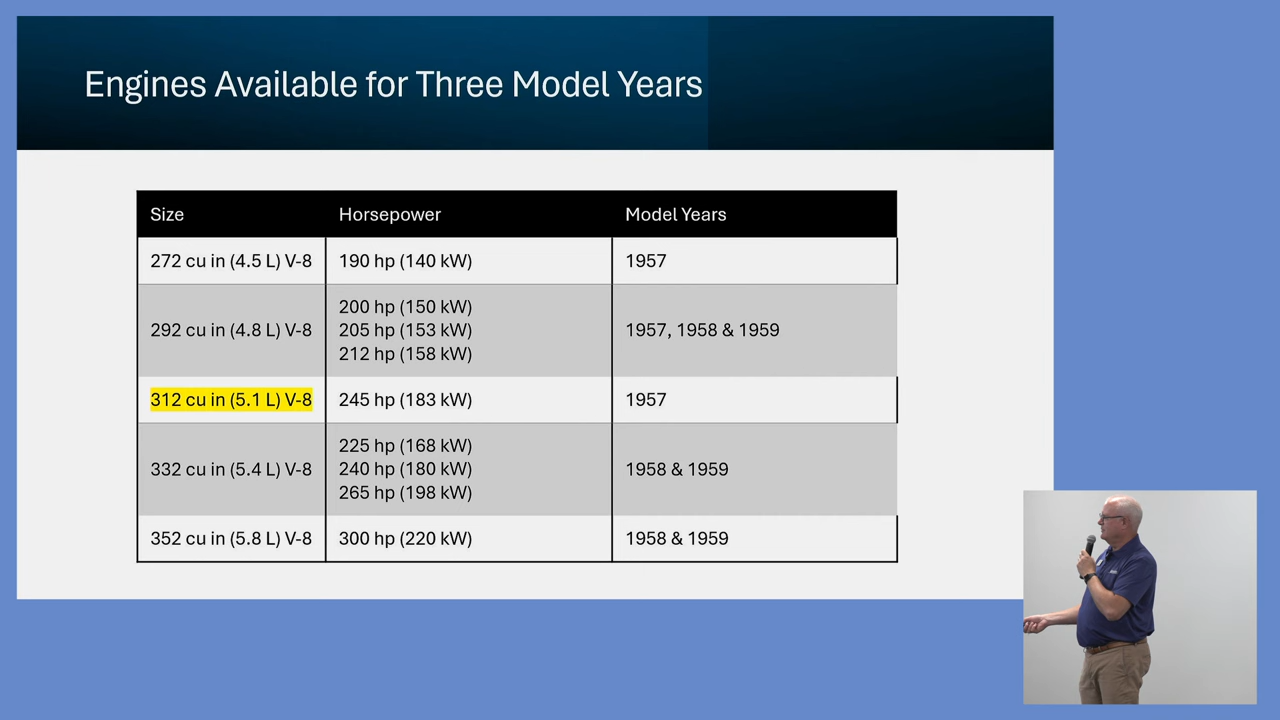 Engines Available for Three Model Years
Size Horsepower Model Years
272 cu in (4.5 L) V-8 190 hp (140 kW) 1957
292 cu in (4.8 L) V-8 200 hp (150 kW)
205 hp (153 kW)
212 hp (158 kW) 1957, 1958 & 1959
312 cu in (5.1 L) V-8 245 hp (183 kW) 1957
332 cu in (5.4 L) V-8 225 hp (168 kW)
240 hp (180 kW)
265 hp (198 kW) 1958 & 1959
352 cu in (5.8 L) V-8 300 hp (220 kW) 1958 & 1959